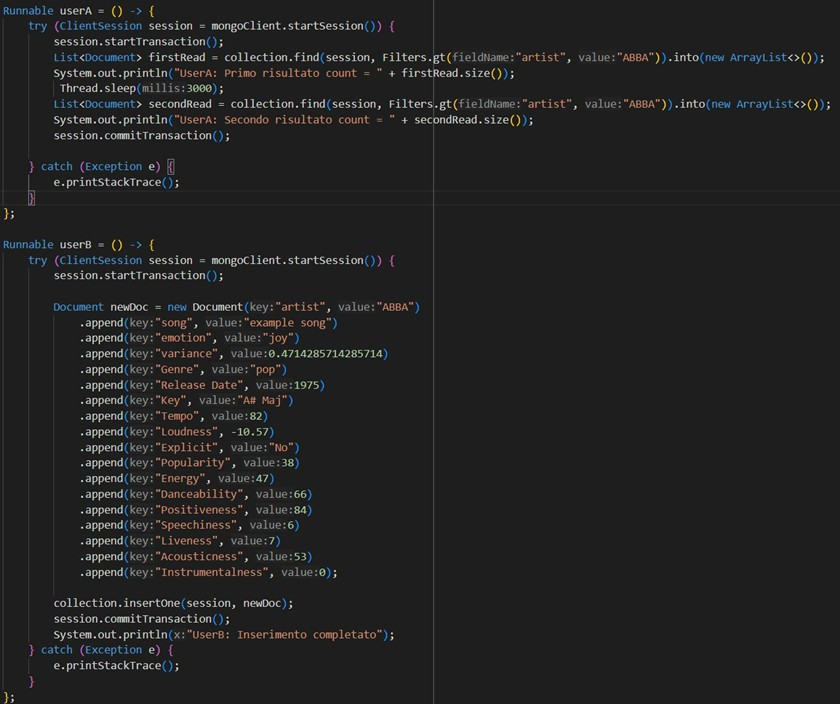 Runnable userA = () -> {
try (ClientSession session = mongoClient.startSession()) {
session.startTransaction();
List<Document> firstRead = collection.find(session, Filters.gt(fieldName:"artist", value:"ABBA")).into(new ArrayList<>());
System.out.println("UserA: Primo risultato count = " + firstRead.size());
Thread.sleep(millis:3000);
List<Document> secondRead = collection.find(session, Filters.gt(fieldName:"artist", value:"ABBA")).into(new ArrayList<>());
System.out.println("UserA: Secondo risultato count = " + secondRead.size());
session.commitTransaction();
} catch (Exception e) {
e.printStackTrace();
}
};
Runnable userB = () -> {
try (ClientSession session = mongoClient.startSession()) {
session.startTransaction();
Document newDoc = new Document(key:"artist", value:"ABBA")
.append(key:"song", value:"example song")
.append(key:"emotion", value:"joy")
.append(key:"variance", value:0.4714285714285714)
.append(key:"Genre", value:"pop")
.append(key:"Release Date", value:1975)
.append(key:"Key", value:"A# Maj")
.append(key:"Tempo", value:82)
.append(key:"Loudness", -10.57)
.append(key:"Explicit", value:"No")
.append(key:"Popularity", value:38)
.append(key:"Energy", value:47)
.append(key:"Danceability", value:66)
.append(key:"Positiveness", value:84)
.append(key:"Speechiness", value:6)
.append(key:"Liveness", value:7)
.append(key:"Acousticness", value:53)
.append(key:"Instrumentalness", value:0);
collection.insertOne(session, newDoc);
session.commitTransaction();
System.out.println(x:"UserB: Inserimento completato");
} catch (Exception e) {
e.printStackTrace();
}
};